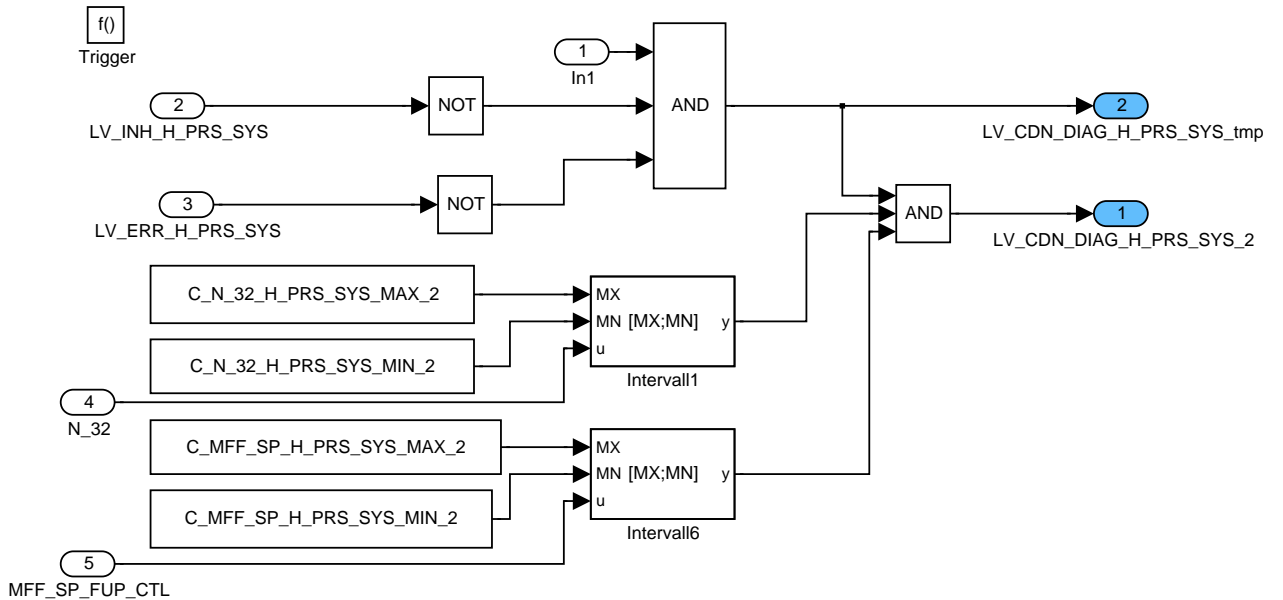 f()
Trigger
1
In1
AND
2
LV_INH_H_PRS_SYS
NOT
2
LV_CDN_DIAG_H_PRS_SYS_tmp
3
LV_ERR_H_PRS_SYS
NOT
AND
1
LV_CDN_DIAG_H_PRS_SYS_2
C_N_32_H_PRS_SYS_MAX_2
C_N_32_H_PRS_SYS_MIN_2
MX
MN [MX;MN] y
u
Intervall1
4
N_32
C_MFF_SP_H_PRS_SYS_MAX_2
C_MFF_SP_H_PRS_SYS_MIN_2
MX
MN [MX;MN] y
u
Intervall6
5
MFF_SP_FUP_CTL